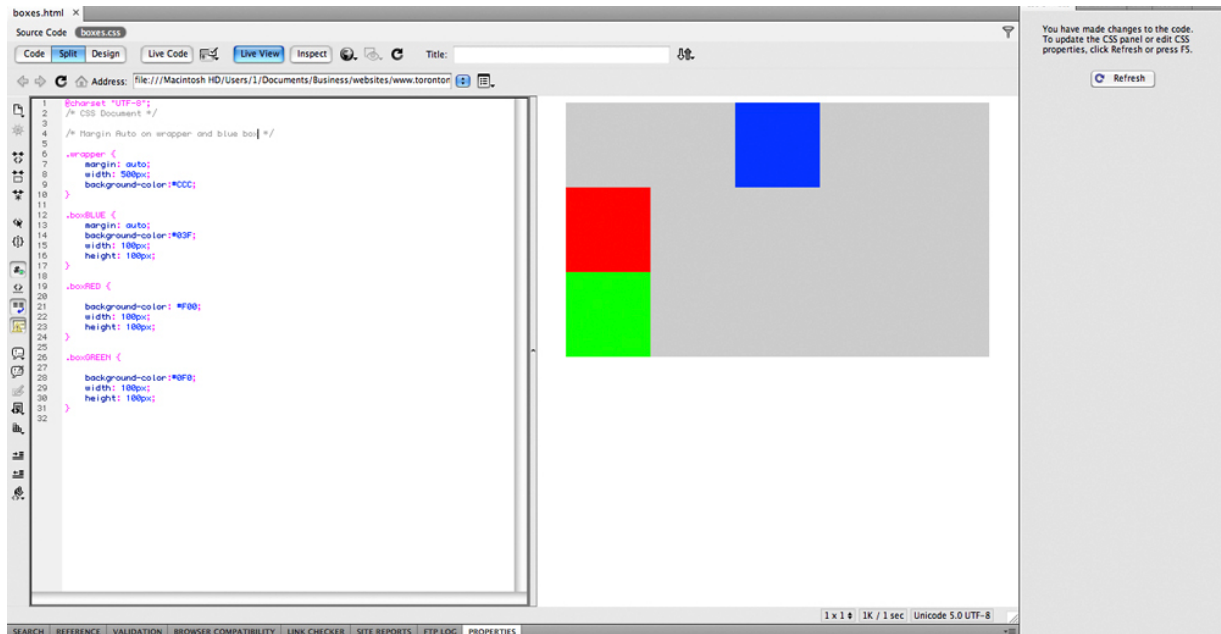 boxes.html ×
Source Code boxes.css
Code Split Design Live Code Live View Inspect Title:
Address: file:///Macintosh HD/Users/1/Documents/Business/websites/www.toronton
You have made changes to the code.
To update the CSS panel or edit CSS
properties, click Refresh or press F5.
Refresh
1 @charset "UTF-8";
2 /* CSS Document */
3
4 /* Margin Auto on wrapper and blue box */
5
6 .wrapper {
7 margin: auto;
8 width: 500px;
9 background-color:#CCC;
10 }
11
12 .boxBLUE {
13 margin: auto;
14 background-color:#03F;
15 width: 100px;
16 height: 100px;
17 }
18
19 .boxRED {
20
21 background-color: #F00;
22 width: 100px;
23 height: 100px;
24 }
25
26 .boxGREEN {
27
28 background-color:#0F0;
29 width: 100px;
30 height: 100px;
31 }
32
1 x 1 1K / 1 sec Unicode 5.0 UTF-8
SEARCH REFERENCE VALIDATION BROWSER COMPATIBILITY LINK CHECKER SITE REPORTS FTP LOG PROPERTIES